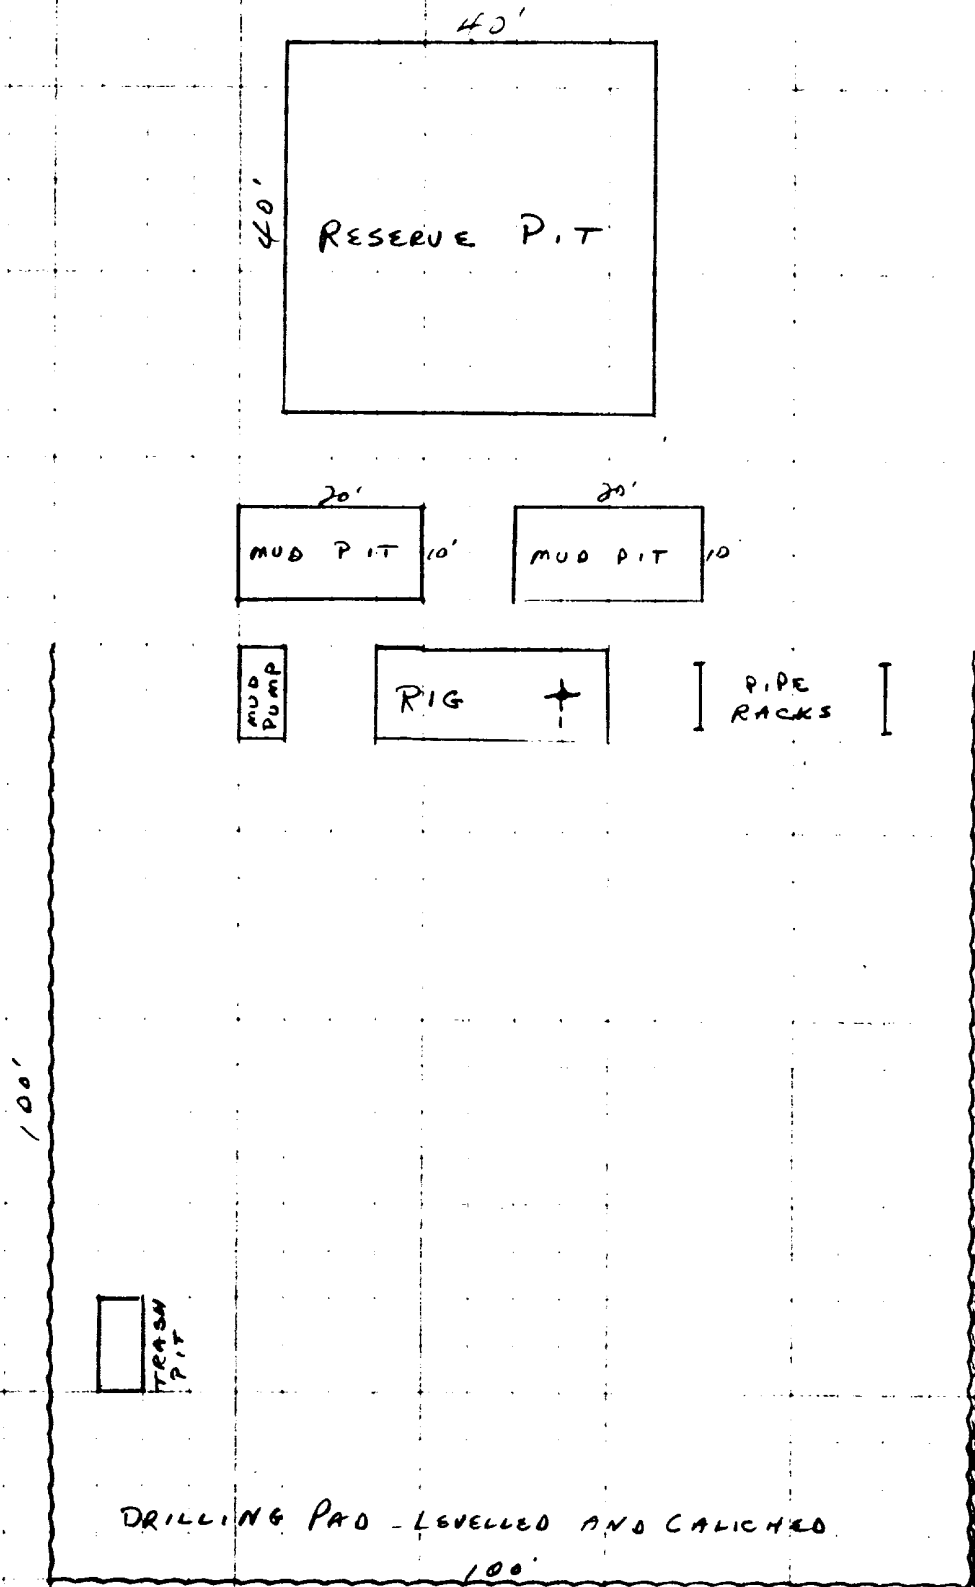 40'
40'
RESERVE PIT
20'
20'
MUD PIT
10'
MUD PIT
10
MUD
PUMP
RIG
PIPE
RACKS
100'
TRASH
PIT
DRILLING PAD - LEVELLED AND CALICHED
100'